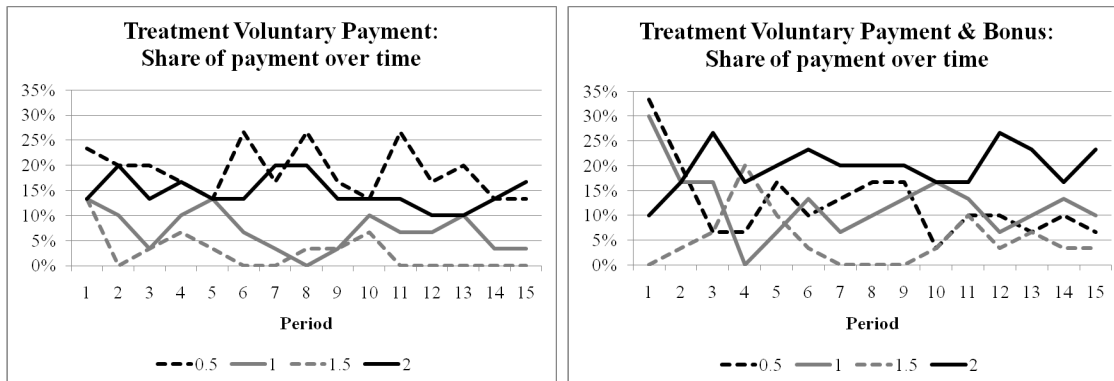 Treatment Voluntary Payment:
Share of payment over time
35%
30%
25%
20%
15%
10%
5%
0%
1 2 3 4 5 6 7 8 9 10 11 12 13 14 15
Period
0.5 1 1.5 2
Treatment Voluntary Payment & Bonus:
Share of payment over time
35%
30%
25%
20%
15%
10%
5%
0%
1 2 3 4 5 6 7 8 9 10 11 12 13 14 15
Period
0.5 1 1.5 2